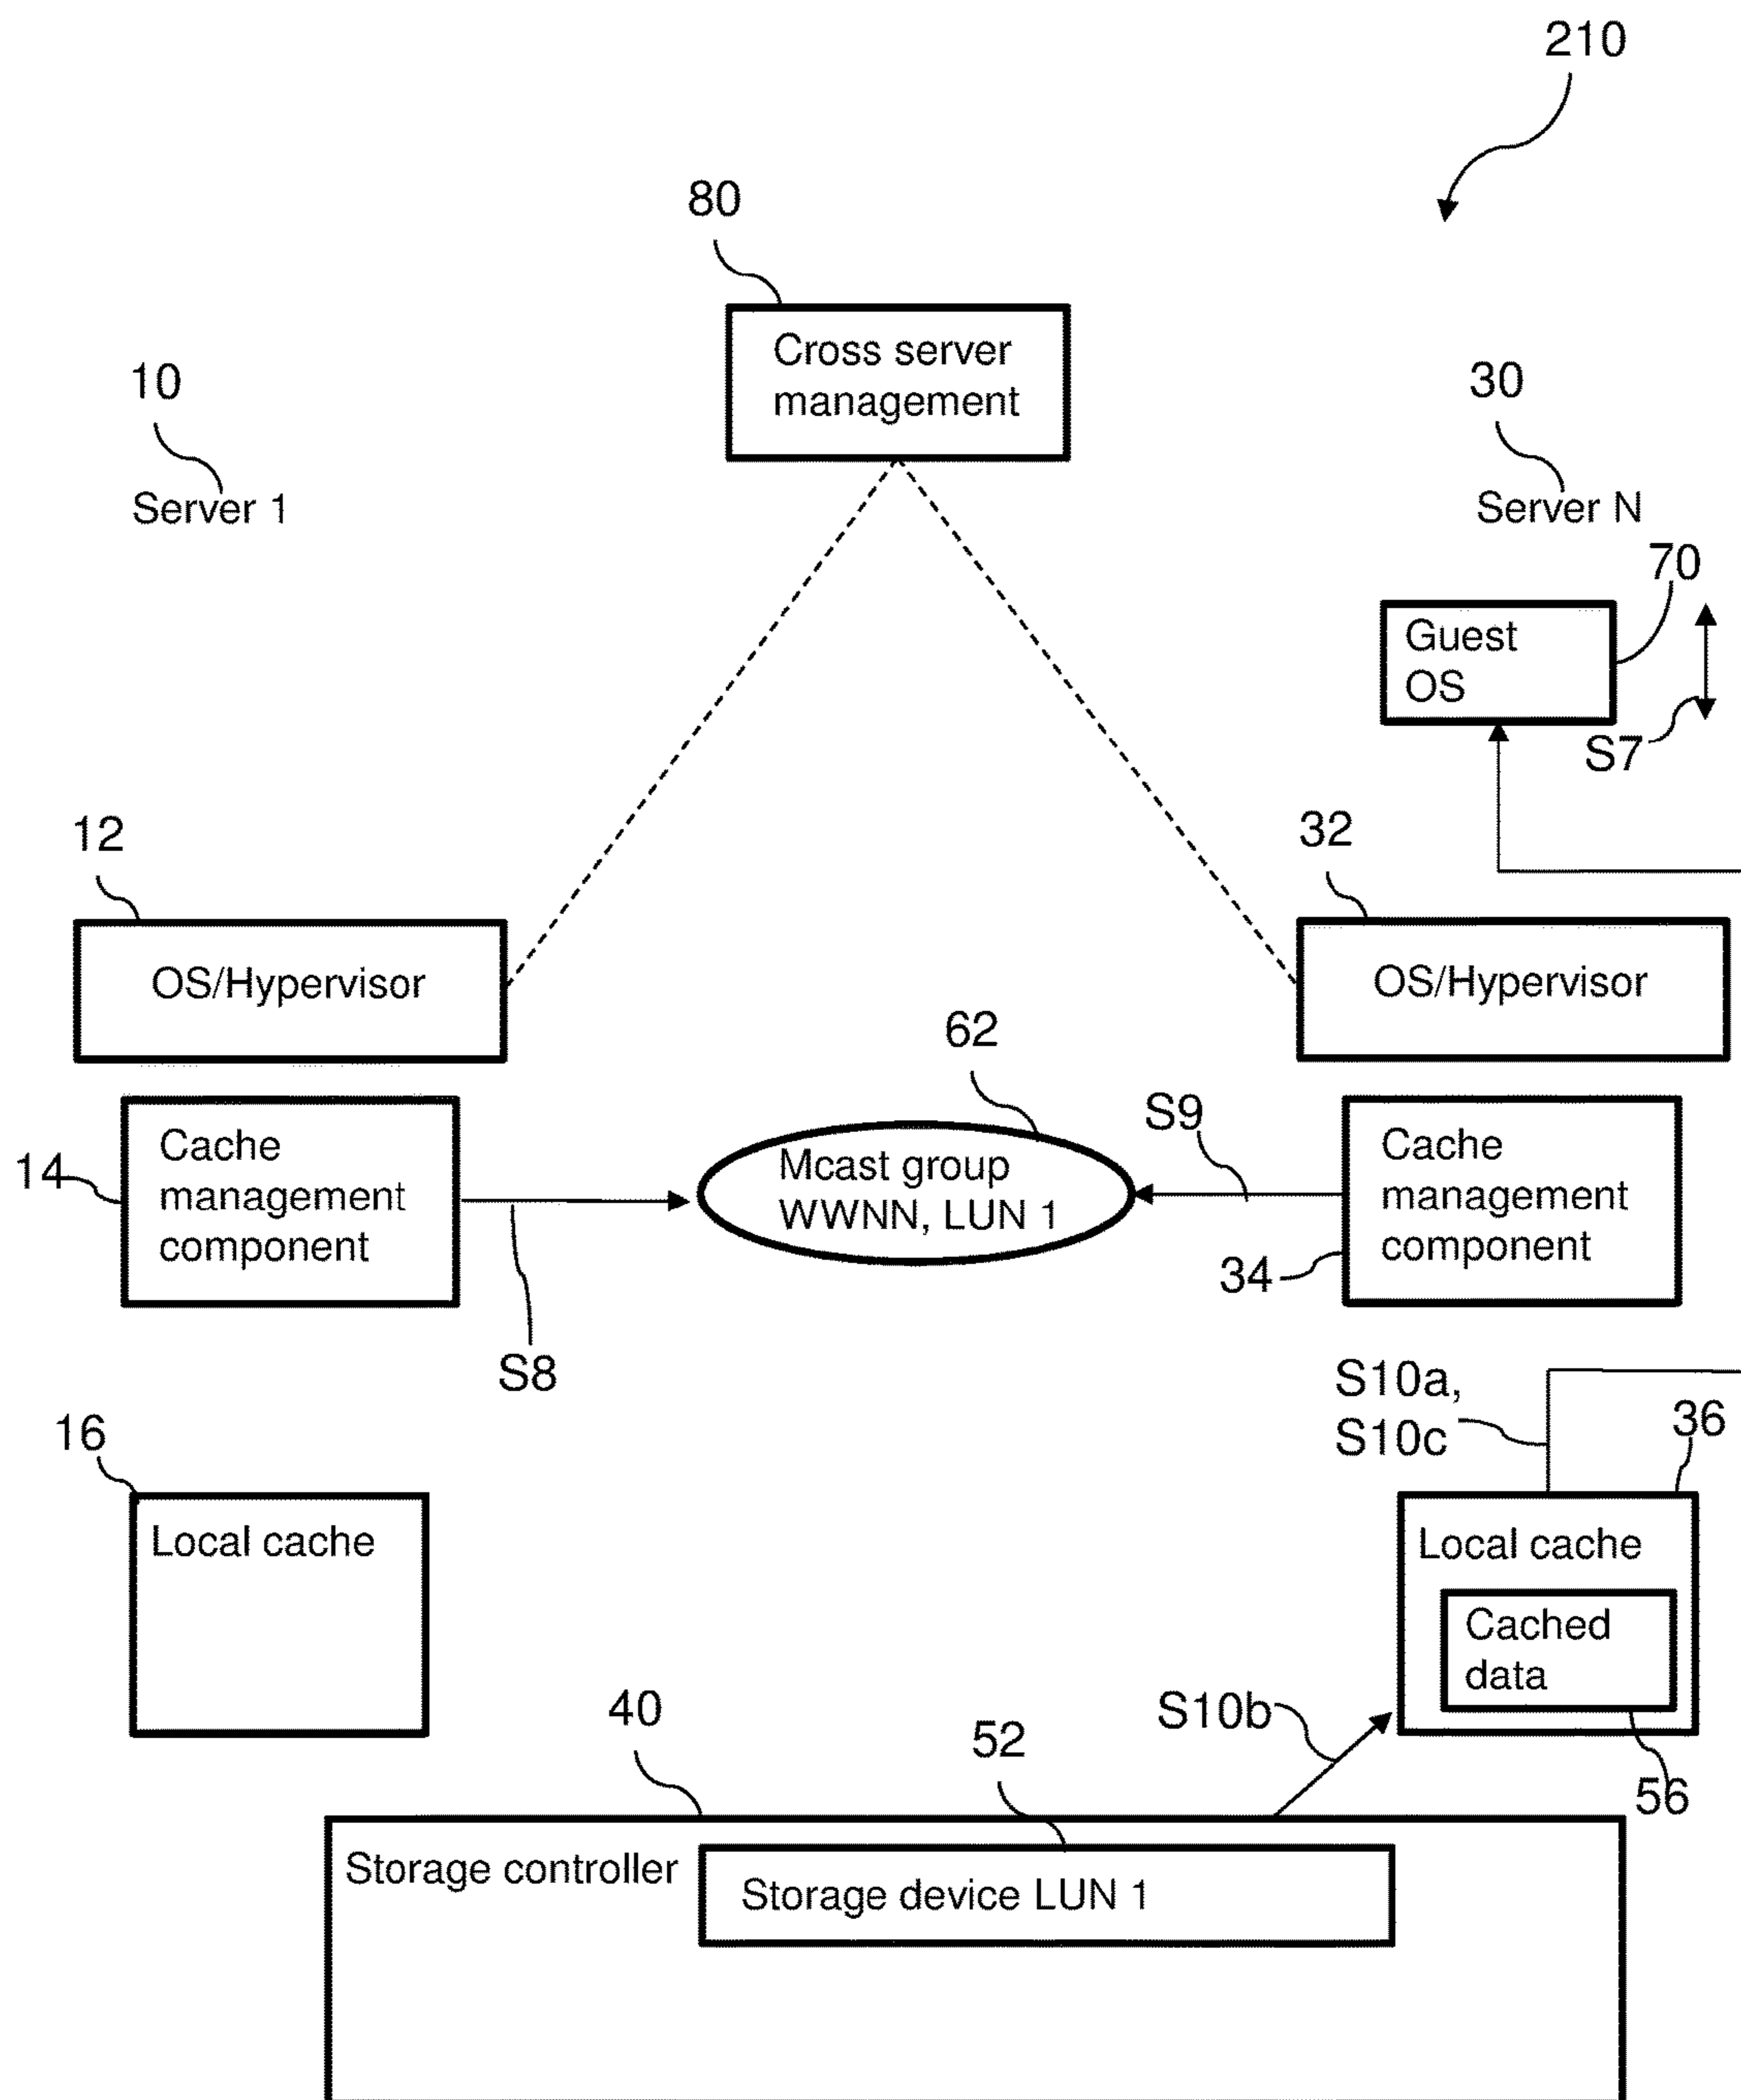 210
80
Cross server
management
10
Server 1
30
Server N
70
Guest
OS
S7
12
OS/Hypervisor
32
OS/Hypervisor
62
Mcast group
WWNN, LUN 1
S9
14
Cache
management
component
S8
34
Cache
management
component
S10a,
S10c
36
16
Local cache
Local cache
Cached
data
56
S10b
40
52
Storage controller
Storage device LUN 1